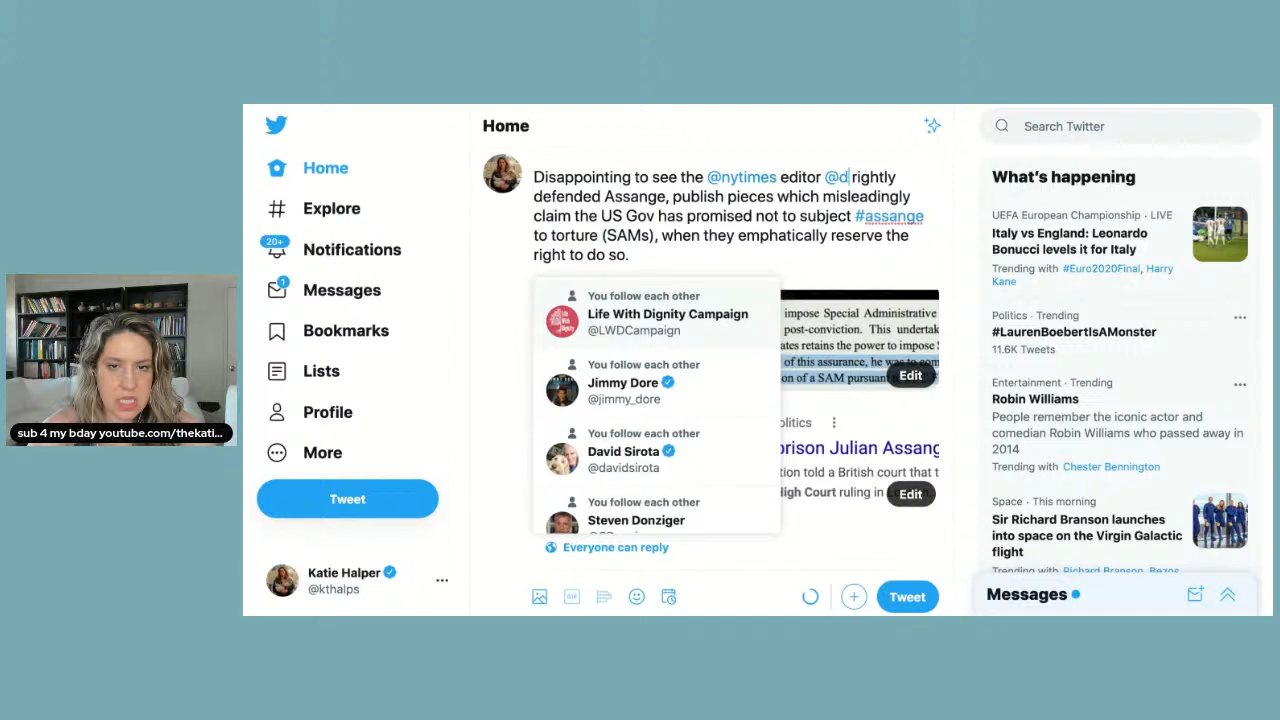 sub 4 my bday youtube.com/thekati...
Home
Explore
20+
Notifications
1
Messages
Bookmarks
Lists
Profile
More
Tweet
Katie Halper
@kthalps
Home
Disappointing to see the @nytimes editor @d rightly
defended Assange, publish pieces which misleadingly
claim the US Gov has promised not to subject #assange
to torture (SAMs), when they emphatically reserve the
right to do so.
You follow each other
Life With Dignity Campaign
@LWDCampaign
You follow each other
Jimmy Dore
@jimmy_dore
You follow each other
David Sirota
@davidsirota
You follow each other
Steven Donziger
impose Special Administrative
post-conviction. This undertak
ates retains the power to impose
of this assurance, he was to com
on of a SAM pursuan
Edit
olitics
orison Julian Assang
tion told a British court that t
High Court ruling in
Edit
Everyone can reply
GIF
Tweet
Search Twitter
What's happening
UEFA European Championship · LIVE
Italy vs England: Leonardo
Bonucci levels it for Italy
Trending with #Euro2020Final, Harry
Kane
Politics · Trending
#LaurenBoebertIsAMonster
11.6K Tweets
Entertainment · Trending
Robin Williams
People remember the iconic actor and
comedian Robin Williams who passed away in
2014
Trending with Chester Bennington
Space · This morning
Sir Richard Branson launches
into space on the Virgin Galactic
flight
Trending with Richard Branson, Bezos
Messages